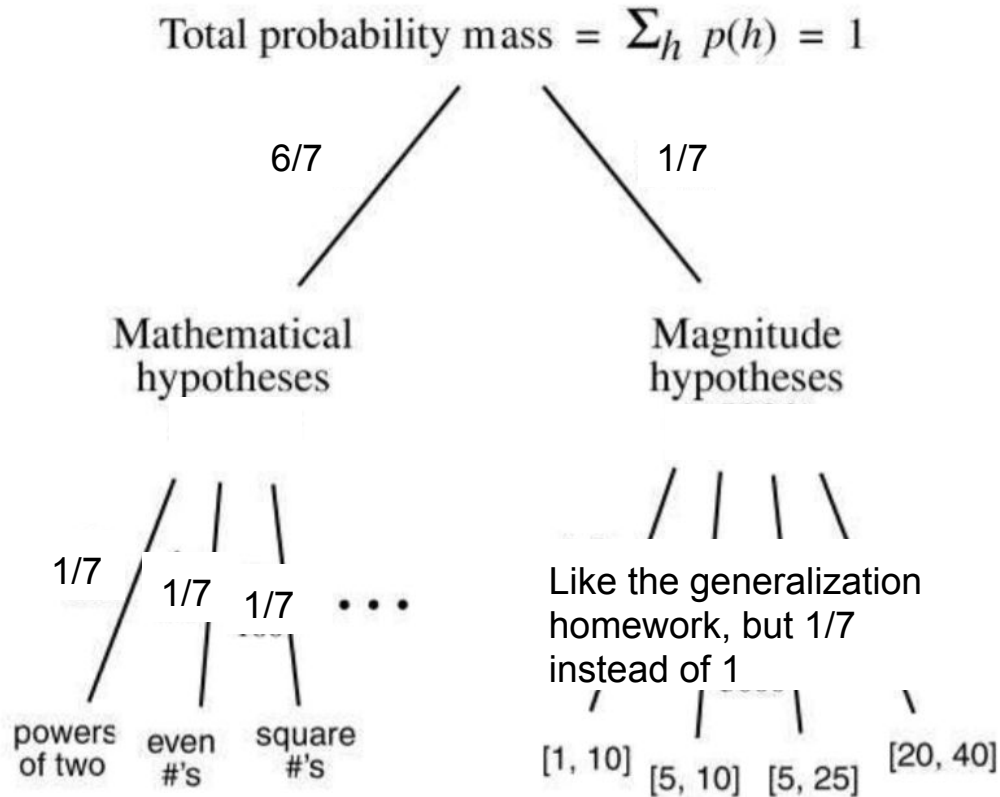 Total probability mass = Σh p(h) = 1
6/7
1/7
Mathematical
hypotheses
Magnitude
hypotheses
1/7
1/7
1/7
• • •
Like the generalization
homework, but 1/7
instead of 1
powers
of two
even
#'s
square
#'s
[1, 10]
[5, 10]
[5, 25]
[20, 40]